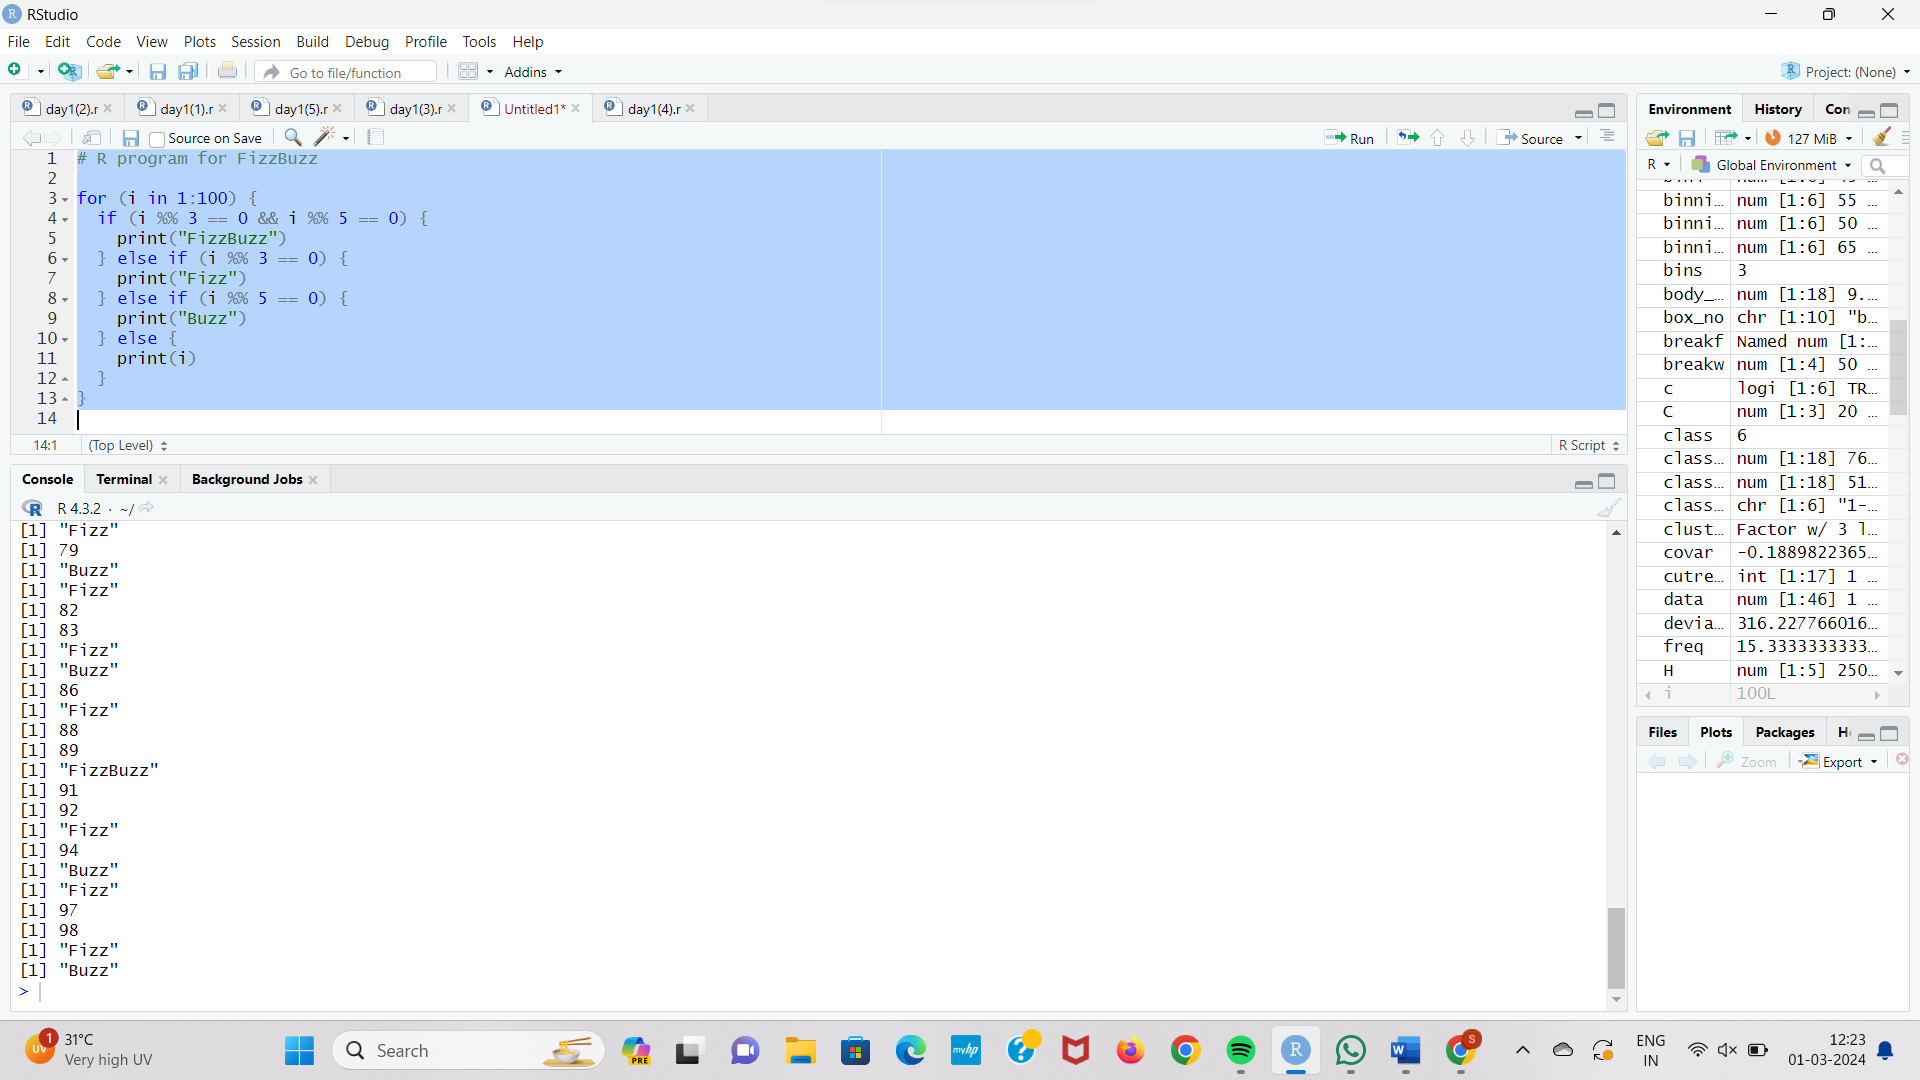 RStudio
File Edit Code View Plots Session Build Debug Profile Tools Help
Go to file/function Addins Project: (None)
day1(2).r day1(1).r day1(5).r day1(3).r Untitled1* day1(4).r
Source on Save Run Source
1 # R program for FizzBuzz
2
3 for (i in 1:100) {
4 if (i %% 3 == 0 && i %% 5 == 0) {
5 print("FizzBuzz")
6 } else if (i %% 3 == 0) {
7 print("Fizz")
8 } else if (i %% 5 == 0) {
9 print("Buzz")
10 } else {
11 print(i)
12 }
13 }
14
14:1 (Top Level) R Script
Console Terminal Background Jobs
R 4.3.2 · ~/
[1] "Fizz"
[1] 79
[1] "Buzz"
[1] "Fizz"
[1] 82
[1] 83
[1] "Fizz"
[1] "Buzz"
[1] 86
[1] "Fizz"
[1] 88
[1] 89
[1] "FizzBuzz"
[1] 91
[1] 92
[1] "Fizz"
[1] 94
[1] "Buzz"
[1] "Fizz"
[1] 97
[1] 98
[1] "Fizz"
[1] "Buzz"
>
Environment History Con
127 MiB
R Global Environment
binni… num [1:6] 55 …
binni… num [1:6] 50 …
binni… num [1:6] 65 …
bins 3
body_… num [1:18] 9.…
box_no chr [1:10] "b…
breakf Named num [1:…
breakw num [1:4] 50 …
c logi [1:6] TR…
C num [1:3] 20 …
class 6
class… num [1:18] 76…
class… num [1:18] 51…
class… chr [1:6] "1-…
clust… Factor w/ 3 l…
covar -0.1889822365…
cutre… int [1:17] 1 …
data num [1:46] 1 …
devia… 316.227766016…
freq 15.3333333333…
H num [1:5] 250…
i 100L
Files Plots Packages
Zoom Export
1 UV 31°C
Very high UV
Search PRE myhp S ENG
IN
12:23
01-03-2024